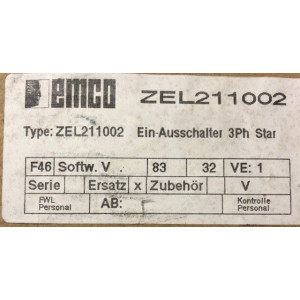 emco ZEL211002
Type: ZEL211002 Ein-Ausschalter 3Ph Star
F46 Softw. V 83 32 VE: 1
Serie Ersatz x Zubehör V
FWL Personal AB: Kontrolle Personal